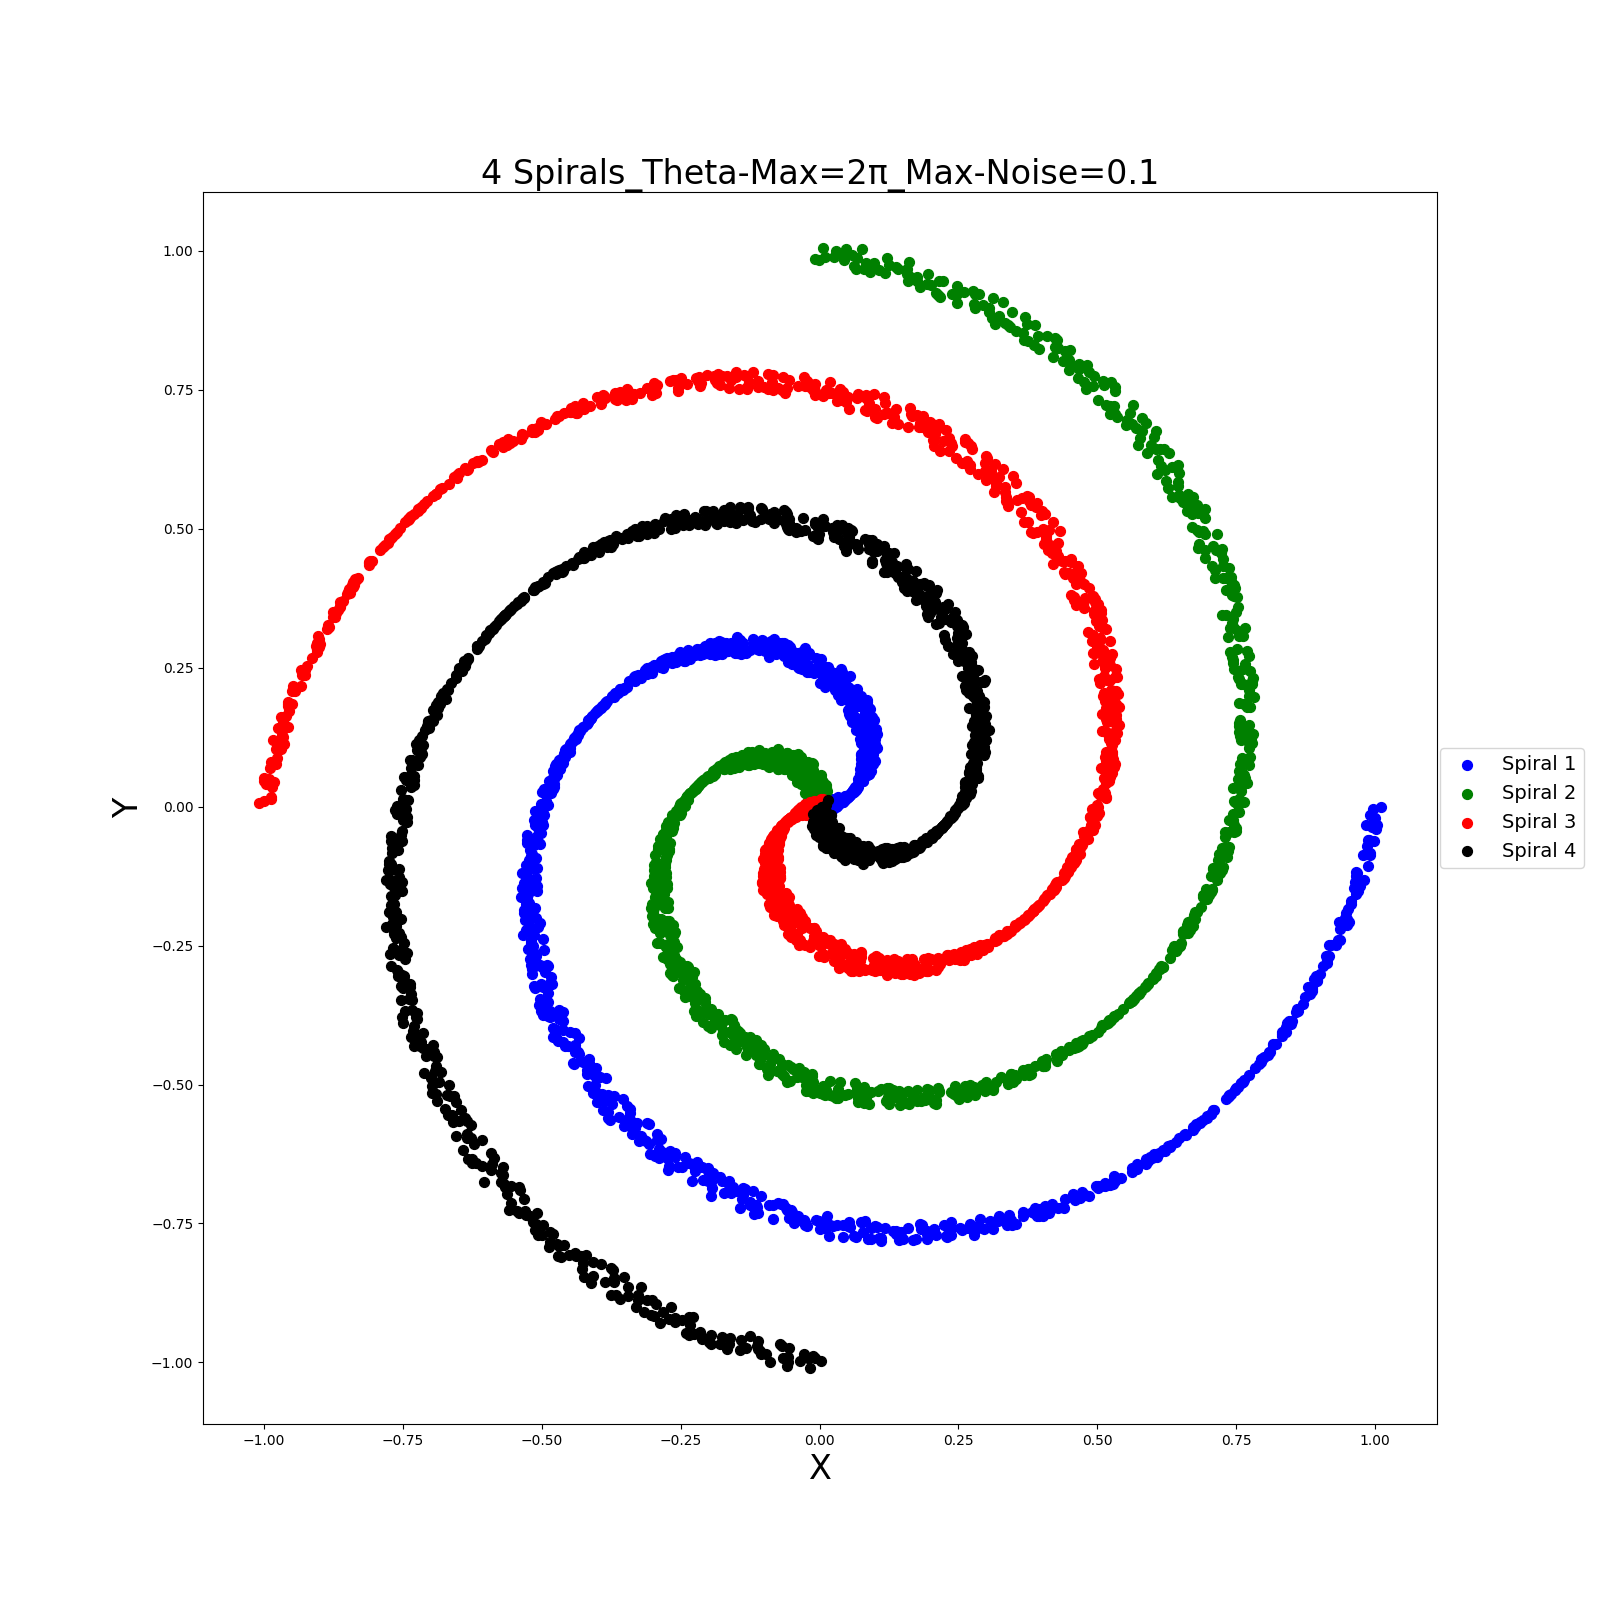 4 Spirals_Theta-Max=2π_Max-Noise=0.1
1.00
0.75
0.50
0.25
0.00
−0.25
−0.50
−0.75
−1.00
Y
−1.00 −0.75 −0.50 −0.25 0.00 0.25 0.50 0.75 1.00
X
Spiral 1
Spiral 2
Spiral 3
Spiral 4